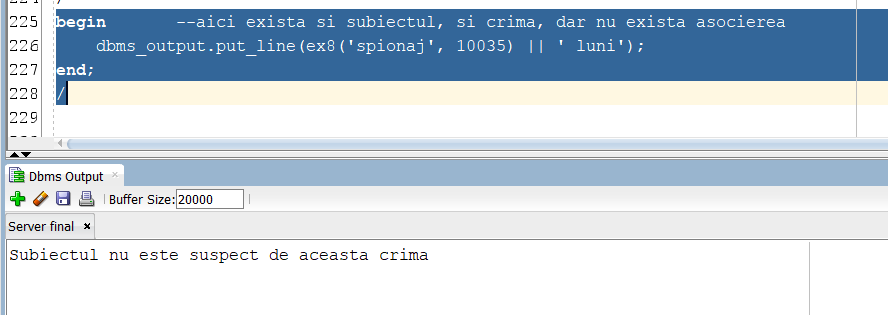 224 /
225 begin --aici exista si subiectul, si crima, dar nu exista asocierea
226 dbms_output.put_line(ex8('spionaj', 10035) || ' luni');
227 end;
228 /
229
Dbms Output ×
Buffer Size: 20000
Server final ×
Subiectul nu este suspect de aceasta crima